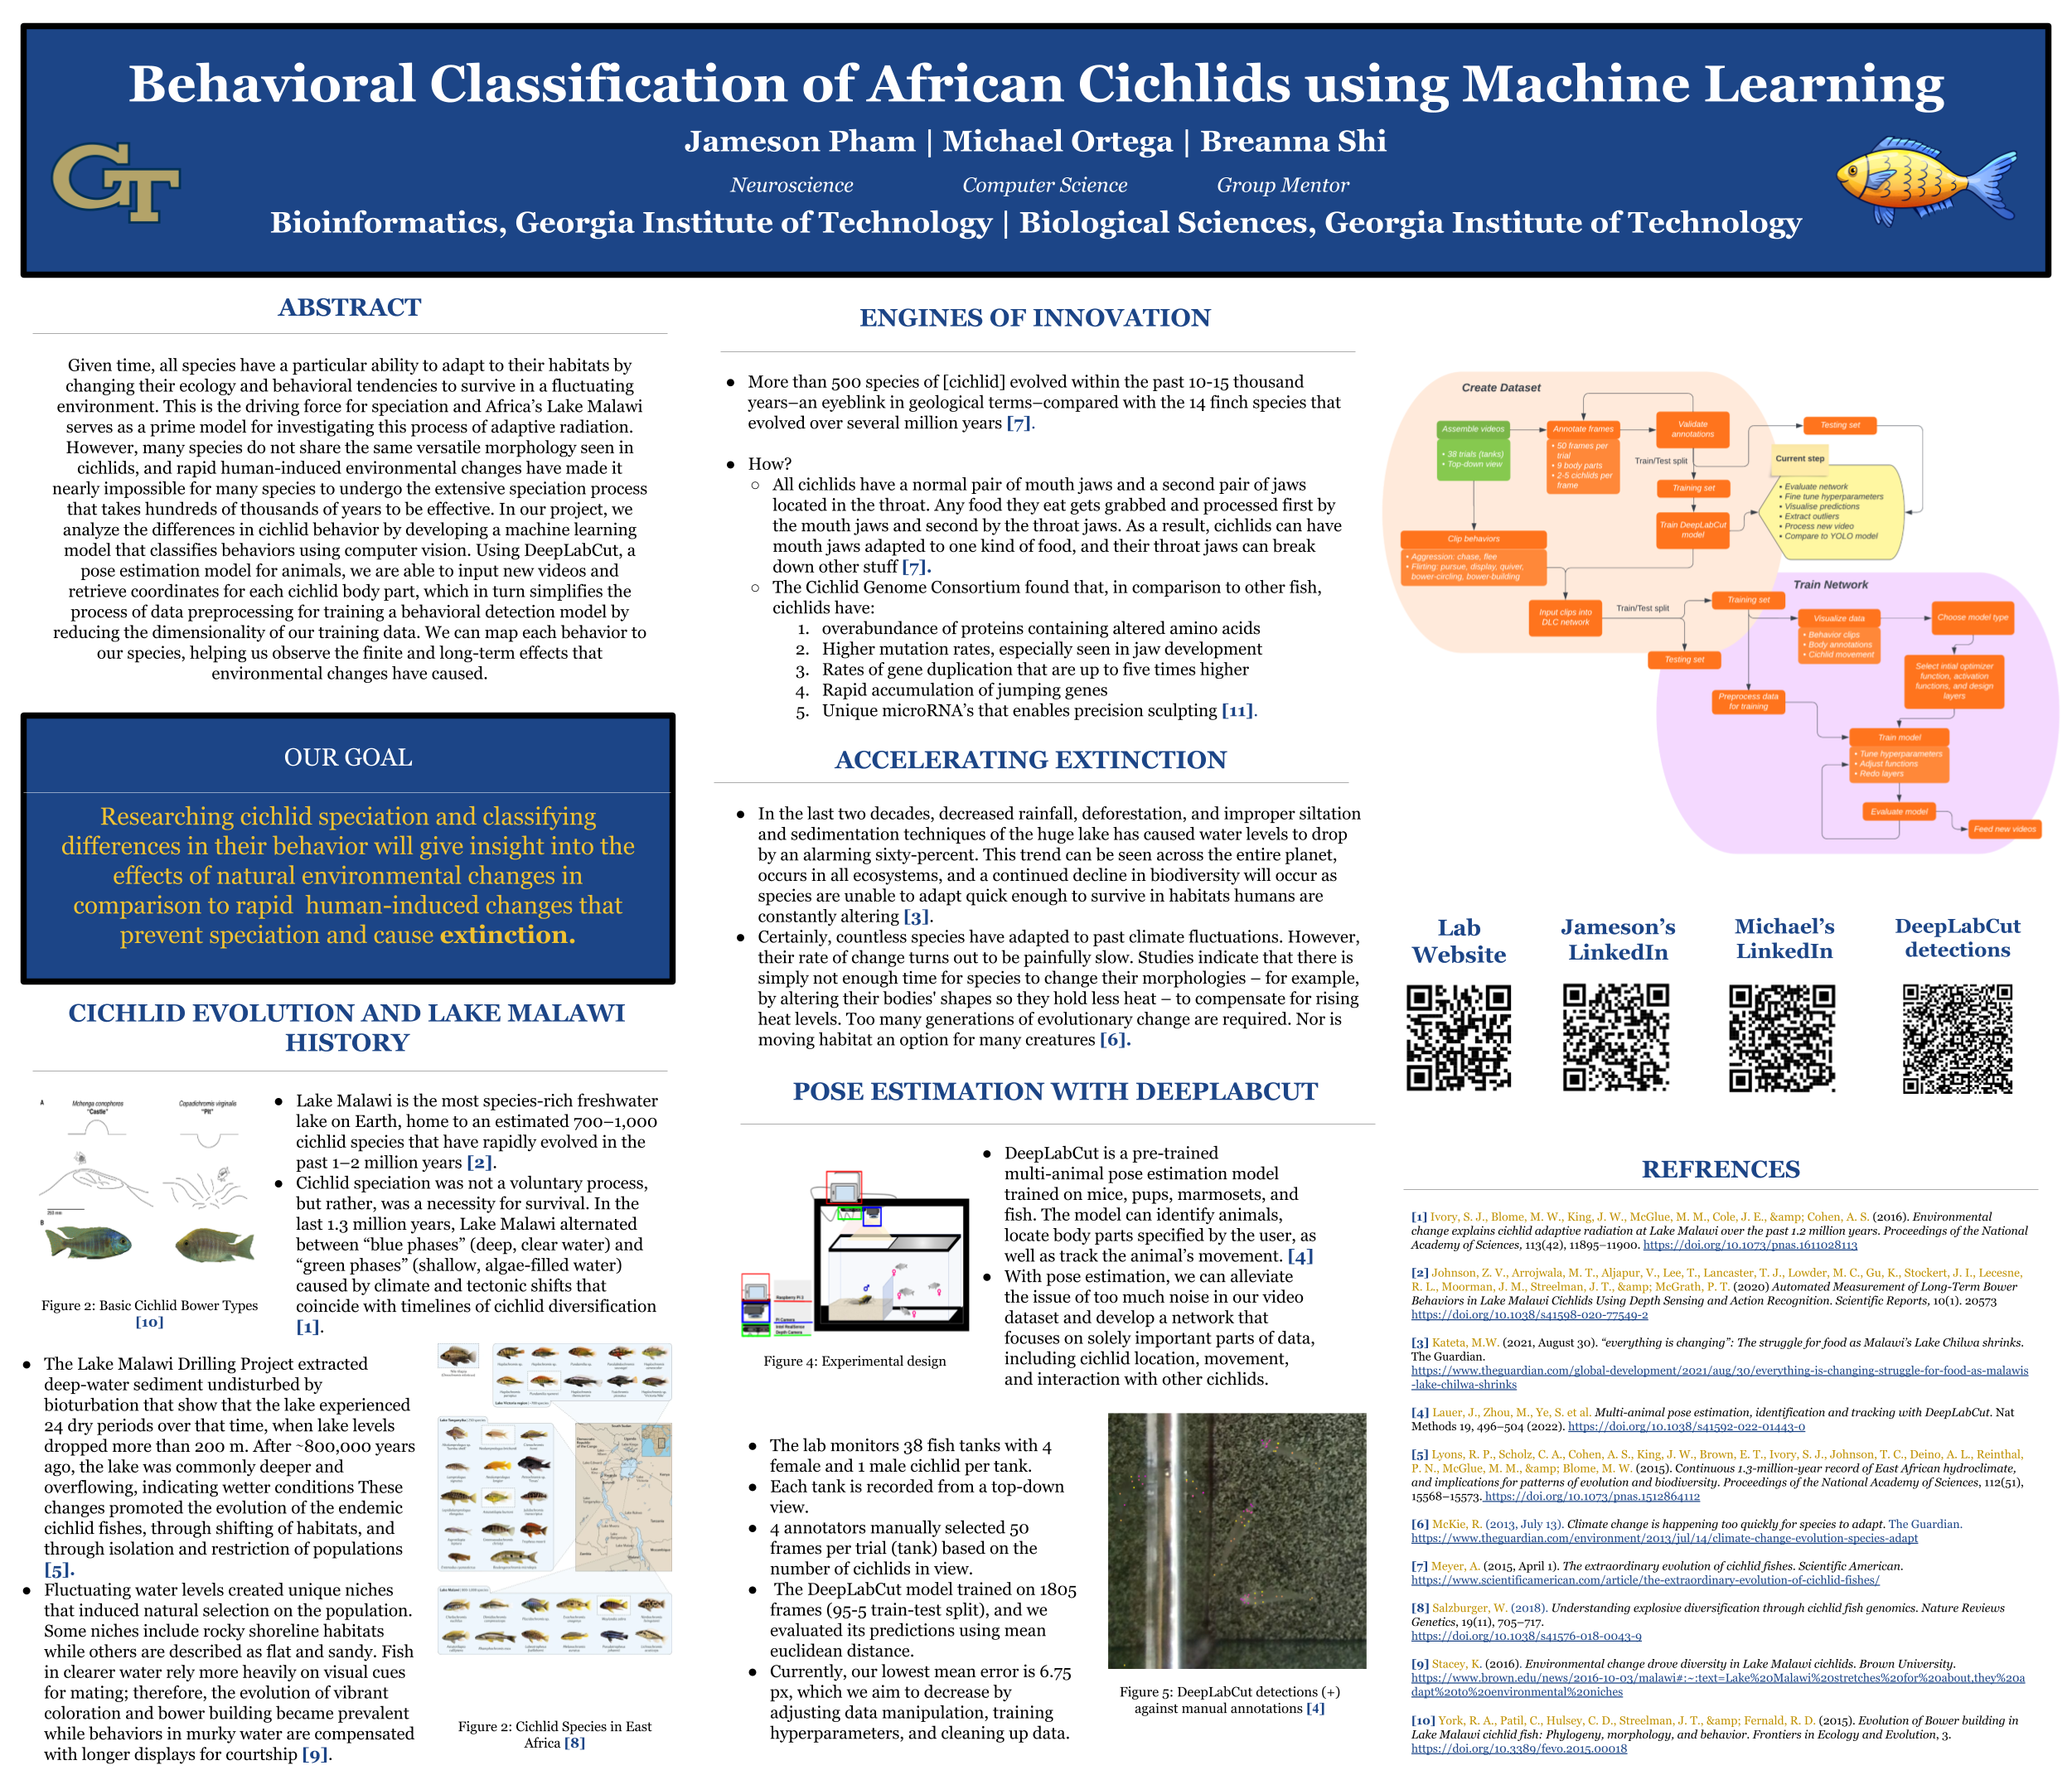 Behavioral Classification of African Cichlids using Machine Learning
Jameson Pham | Michael Ortega | Breanna Shi
Neuroscience Computer Science Group Mentor
Bioinformatics, Georgia Institute of Technology | Biological Sciences, Georgia Institute of Technology
GT
ABSTRACT
Given time, all species have a particular ability to adapt to their habitats by
changing their ecology and behavioral tendencies to survive in a fluctuating
environment. This is the driving force for speciation and Africa's Lake Malawi
serves as a prime model for investigating this process of adaptive radiation.
However, many species do not share the same versatile morphology seen in
cichlids, and rapid human-induced environmental changes have made it
nearly impossible for many species to undergo the extensive speciation process
that takes hundreds of thousands of years to be effective. In our project, we
analyze the differences in cichlid behavior by developing a machine learning
model that classifies behaviors using computer vision. Using DeepLabCut, a
pose estimation model for animals, we are able to input new videos and
retrieve coordinates for each cichlid body part, which in turn simplifies the
process of data preprocessing for training a behavioral detection model by
reducing the dimensionality of our training data. We can map each behavior to
our species, helping us observe the finite and long-term effects that
environmental changes have caused.
OUR GOAL
Researching cichlid speciation and classifying
differences in their behavior will give insight into the
effects of natural environmental changes in
comparison to rapid human-induced changes that
prevent speciation and cause extinction.
CICHLID EVOLUTION AND LAKE MALAWI
HISTORY
A
Mchenga conophoros
"Castle"
Copadichromis virginalis
"Pit"
B
Figure 2: Basic Cichlid Bower Types
[10]
● Lake Malawi is the most species-rich freshwater
lake on Earth, home to an estimated 700–1,000
cichlid species that have rapidly evolved in the
past 1–2 million years [2].
● Cichlid speciation was not a voluntary process,
but rather, was a necessity for survival. In the
last 1.3 million years, Lake Malawi alternated
between "blue phases" (deep, clear water) and
"green phases" (shallow, algae-filled water)
caused by climate and tectonic shifts that
coincide with timelines of cichlid diversification
[1].
● The Lake Malawi Drilling Project extracted
deep-water sediment undisturbed by
bioturbation that show that the lake experienced
24 dry periods over that time, when lake levels
dropped more than 200 m. After ~800,000 years
ago, the lake was commonly deeper and
overflowing, indicating wetter conditions These
changes promoted the evolution of the endemic
cichlid fishes, through shifting of habitats, and
through isolation and restriction of populations
[5].
● Fluctuating water levels created unique niches
that induced natural selection on the population.
Some niches include rocky shoreline habitats
while others are described as flat and sandy. Fish
in clearer water rely more heavily on visual cues
for mating; therefore, the evolution of vibrant
coloration and bower building became prevalent
while behaviors in murky water are compensated
with longer displays for courtship [9].
Figure 2: Cichlid Species in East
Africa [8]
ENGINES OF INNOVATION
● More than 500 species of [cichlid] evolved within the past 10-15 thousand
years–an eyeblink in geological terms–compared with the 14 finch species that
evolved over several million years [7].
● How?
○ All cichlids have a normal pair of mouth jaws and a second pair of jaws
located in the throat. Any food they eat gets grabbed and processed first by
the mouth jaws and second by the throat jaws. As a result, cichlids can have
mouth jaws adapted to one kind of food, and their throat jaws can break
down other stuff [7].
○ The Cichlid Genome Consortium found that, in comparison to other fish,
cichlids have:
1. overabundance of proteins containing altered amino acids
2. Higher mutation rates, especially seen in jaw development
3. Rates of gene duplication that are up to five times higher
4. Rapid accumulation of jumping genes
5. Unique microRNA's that enables precision sculpting [11].
ACCELERATING EXTINCTION
● In the last two decades, decreased rainfall, deforestation, and improper siltation
and sedimentation techniques of the huge lake has caused water levels to drop
by an alarming sixty-percent. This trend can be seen across the entire planet,
occurs in all ecosystems, and a continued decline in biodiversity will occur as
species are unable to adapt quick enough to survive in habitats humans are
constantly altering [3].
● Certainly, countless species have adapted to past climate fluctuations. However,
their rate of change turns out to be painfully slow. Studies indicate that there is
simply not enough time for species to change their morphologies – for example,
by altering their bodies' shapes so they hold less heat – to compensate for rising
heat levels. Too many generations of evolutionary change are required. Nor is
moving habitat an option for many creatures [6].
POSE ESTIMATION WITH DEEPLABCUT
Figure 4: Experimental design
● DeepLabCut is a pre-trained
multi-animal pose estimation model
trained on mice, pups, marmosets, and
fish. The model can identify animals,
locate body parts specified by the user, as
well as track the animal's movement. [4]
● With pose estimation, we can alleviate
the issue of too much noise in our video
dataset and develop a network that
focuses on solely important parts of data,
including cichlid location, movement,
and interaction with other cichlids.
● The lab monitors 38 fish tanks with 4
female and 1 male cichlid per tank.
● Each tank is recorded from a top-down
view.
● 4 annotators manually selected 50
frames per trial (tank) based on the
number of cichlids in view.
● The DeepLabCut model trained on 1805
frames (95-5 train-test split), and we
evaluated its predictions using mean
euclidean distance.
● Currently, our lowest mean error is 6.75
px, which we aim to decrease by
adjusting data manipulation, training
hyperparameters, and cleaning up data.
Figure 5: DeepLabCut detections (+)
against manual annotations [4]
Create Dataset
Assemble videos
• 38 trials (tanks)
• Top-down view
Annotate frames
• 50 frames per
trial
• 9 body parts
• 2-5 cichlids per
frame
Validate
annotations
Testing set
Train/Test split
Current step
• Evaluate network
• Fine tune hyperparameters
• Visualise predictions
• Extract outliers
• Process new video
• Compare to YOLO model
Training set
Train DeepLabCut
model
Clip behaviors
• Aggression: chase, flee
• Flirting: pursue, display, quiver,
bower-circling, bower-building
Input clips into
DLC network
Train/Test split
Training set
Testing set
Train Network
Visualize data
• Behavior clips
• Body annotations
• Cichlid movement
Choose model type
Select intial optimizer
function, activation
functions, and design
layers
Preprocess data
for training
Train model
• Tune hyperparameters
• Adjust functions
• Redo layers
Evaluate model
Feed new videos
Lab
Website
Jameson's
LinkedIn
Michael's
LinkedIn
DeepLabCut
detections
REFRENCES
[1] Ivory, S. J., Blome, M. W., King, J. W., McGlue, M. M., Cole, J. E., &amp; Cohen, A. S. (2016). Environmental
change explains cichlid adaptive radiation at Lake Malawi over the past 1.2 million years. Proceedings of the National
Academy of Sciences, 113(42), 11895–11900. https://doi.org/10.1073/pnas.1611028113
[2] Johnson, Z. V., Arrojwala, M. T., Aljapur, V., Lee, T., Lancaster, T. J., Lowder, M. C., Gu, K., Stockert, J. I., Lecesne,
R. L., Moorman, J. M., Streelman, J. T., &amp; McGrath, P. T. (2020) Automated Measurement of Long-Term Bower
Behaviors in Lake Malawi Cichlids Using Depth Sensing and Action Recognition. Scientific Reports, 10(1). 20573
https://doi.org/10.1038/s41598-020-77549-2
[3] Kateta, M.W. (2021, August 30). "everything is changing": The struggle for food as Malawi's Lake Chilwa shrinks.
The Guardian.
https://www.theguardian.com/global-development/2021/aug/30/everything-is-changing-struggle-for-food-as-malawis
-lake-chilwa-shrinks
[4] Lauer, J., Zhou, M., Ye, S. et al. Multi-animal pose estimation, identification and tracking with DeepLabCut. Nat
Methods 19, 496–504 (2022). https://doi.org/10.1038/s41592-022-01443-0
[5] Lyons, R. P., Scholz, C. A., Cohen, A. S., King, J. W., Brown, E. T., Ivory, S. J., Johnson, T. C., Deino, A. L., Reinthal,
P. N., McGlue, M. M., &amp; Blome, M. W. (2015). Continuous 1.3-million-year record of East African hydroclimate,
and implications for patterns of evolution and biodiversity. Proceedings of the National Academy of Sciences, 112(51),
15568–15573. https://doi.org/10.1073/pnas.1512864112
[6] McKie, R. (2013, July 13). Climate change is happening too quickly for species to adapt. The Guardian.
https://www.theguardian.com/environment/2013/jul/14/climate-change-evolution-species-adapt
[7] Meyer, A. (2015, April 1). The extraordinary evolution of cichlid fishes. Scientific American.
https://www.scientificamerican.com/article/the-extraordinary-evolution-of-cichlid-fishes/
[8] Salzburger, W. (2018). Understanding explosive diversification through cichlid fish genomics. Nature Reviews
Genetics, 19(11), 705–717.
https://doi.org/10.1038/s41576-018-0043-9
[9] Stacey, K. (2016). Environmental change drove diversity in Lake Malawi cichlids. Brown University.
https://www.brown.edu/news/2016-10-03/malawi#:~:text=Lake%20Malawi%20stretches%20for%20about,they%20a
dapt%20to%20environmental%20niches
[10] York, R. A., Patil, C., Hulsey, C. D., Streelman, J. T., &amp; Fernald, R. D. (2015). Evolution of Bower building in
Lake Malawi cichlid fish: Phylogeny, morphology, and behavior. Frontiers in Ecology and Evolution, 3.
https://doi.org/10.3389/fevo.2015.00018